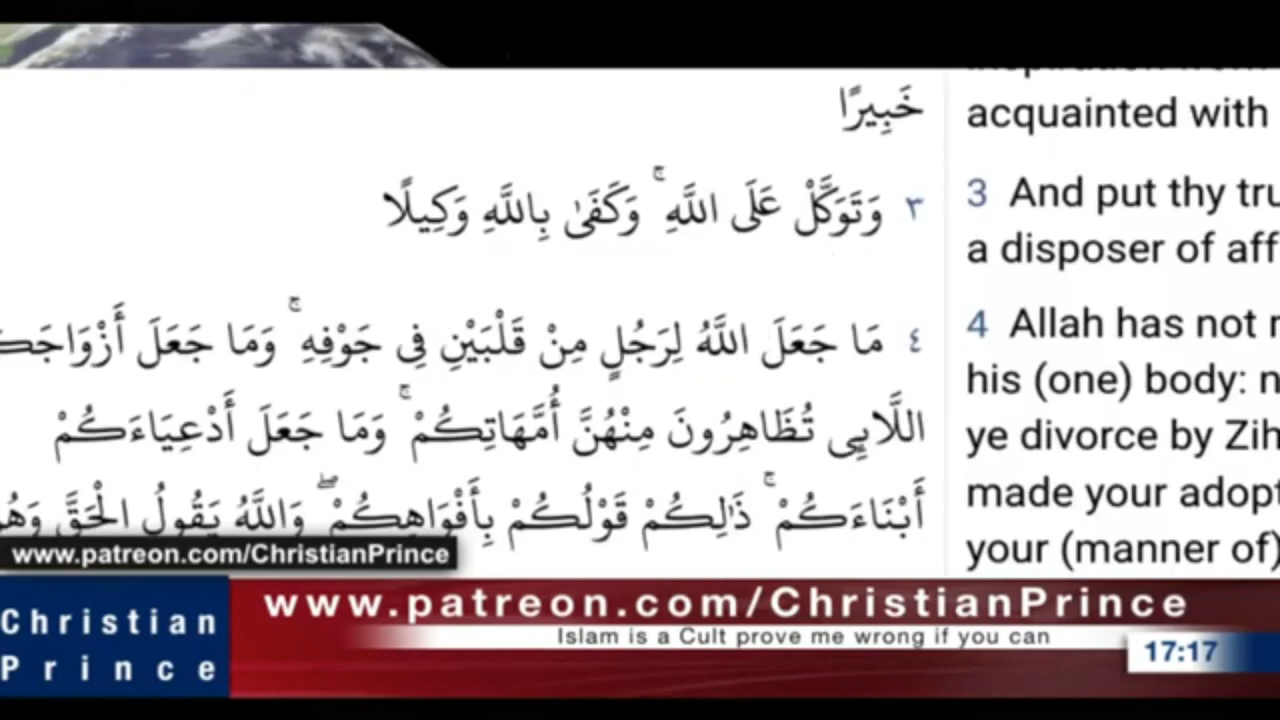 خَبِيرًا
٣ وَتَوَكَّلْ عَلَى اللَّهِ ۚ وَكَفَىٰ بِاللَّهِ وَكِيلًا
٤ مَا جَعَلَ اللَّهُ لِرَجُلٍ مِنْ قَلْبَيْنِ فِى جَوْفِهِ ۚ وَمَا جَعَلَ أَزْوَاجَك
اللَّابِى تُظَاهِرُونَ مِنْهُنَّ أُمَّهَاتِكُمْ ۚ وَمَا جَعَلَ أَدْعِيَاءَكُمْ
أَبْنَاءَكُمْ ۚ ذَٰلِكُمْ قَوْلُكُمْ بِأَفْوَاهِكُمْ ۖ وَاللَّهُ يَقُولُ الْحَقَّ وَهُو
acquainted with
3 And put thy tru
a disposer of aff
4 Allah has not
his (one) body: n
ye divorce by Zih
made your adopt
your (manner of)
www.patreon.com/ChristianPrince
Christian
Prince
www.patreon.com/ChristianPrince
Islam is a Cult prove me wrong if you can
17:17